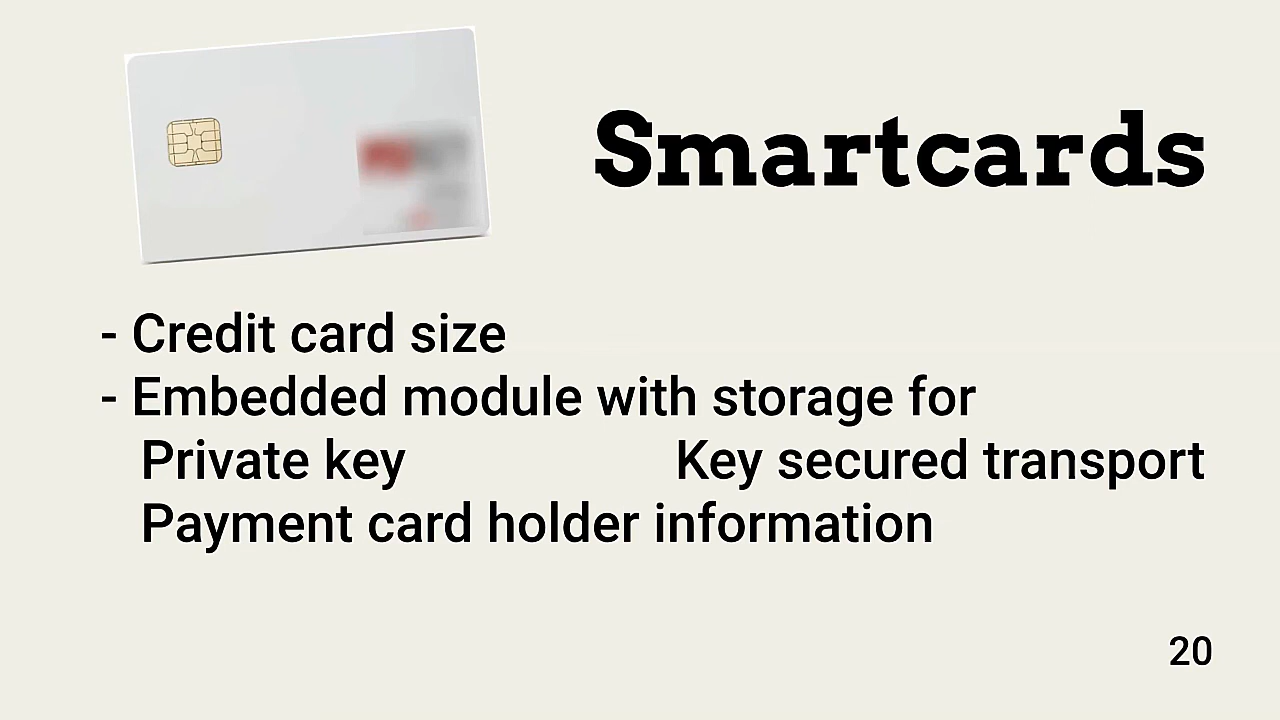 Smartcards
- Credit card size
- Embedded module with storage for
Private key Key secured transport
Payment card holder information
20